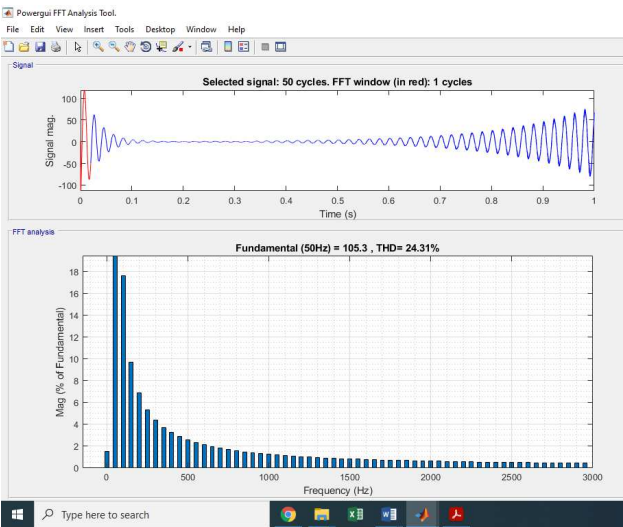 Powergui FFT Analysis Tool.
File Edit View Insert Tools Desktop Window Help
Signal
Selected signal: 50 cycles. FFT window (in red): 1 cycles
100
50
0
-50
-100
Signal mag.
0 0.1 0.2 0.3 0.4 0.5 0.6 0.7 0.8 0.9 1
Time (s)
FFT analysis
Fundamental (50Hz) = 105.3 , THD= 24.31%
18
16
14
12
10
8
6
4
2
0
Mag (% of Fundamental)
0 500 1000 1500 2000 2500 3000
Frequency (Hz)
Type here to search